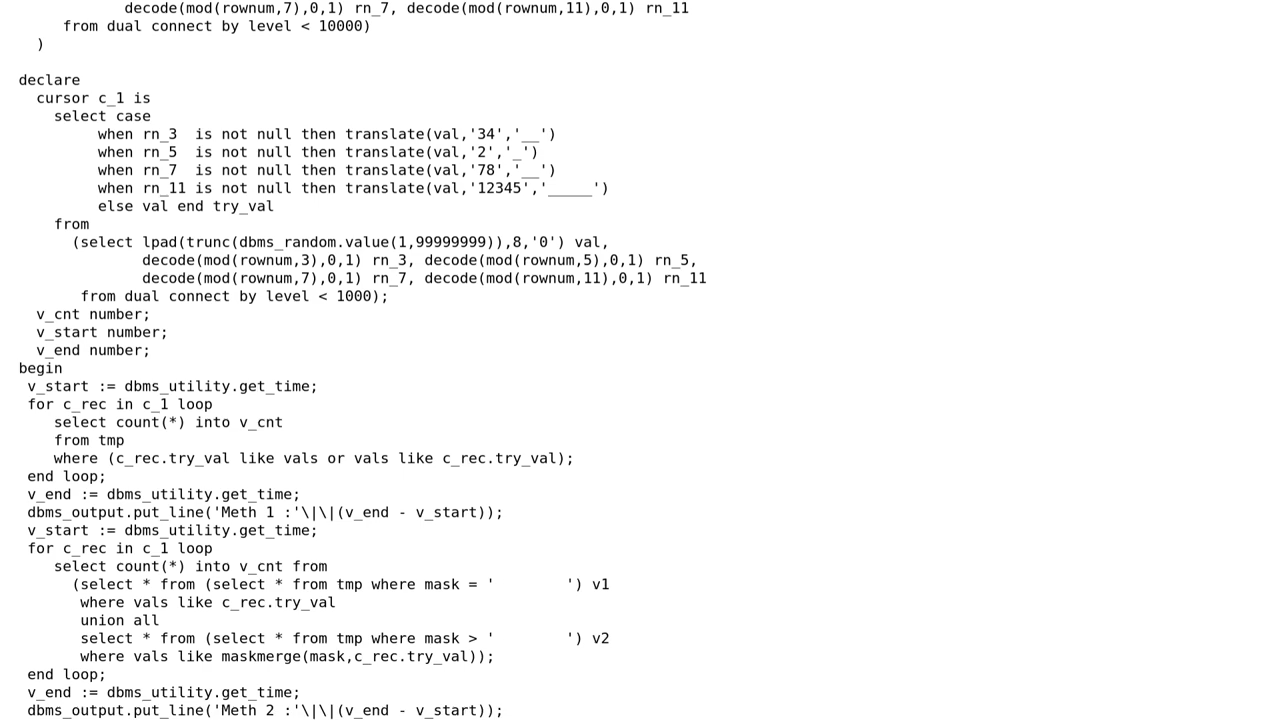 decode(mod(rownum,7),0,1) rn_7, decode(mod(rownum,11),0,1) rn_11
     from dual connect by level < 10000)
  )

declare
  cursor c_1 is
    select case
         when rn_3  is not null then translate(val,'34','__')
         when rn_5  is not null then translate(val,'2','_')
         when rn_7  is not null then translate(val,'78','__')
         when rn_11 is not null then translate(val,'12345','_____')
         else val end try_val
    from
      (select lpad(trunc(dbms_random.value(1,99999999)),8,'0') val,
              decode(mod(rownum,3),0,1) rn_3, decode(mod(rownum,5),0,1) rn_5,
              decode(mod(rownum,7),0,1) rn_7, decode(mod(rownum,11),0,1) rn_11
       from dual connect by level < 1000);
  v_cnt number;
  v_start number;
  v_end number;
begin
 v_start := dbms_utility.get_time;
 for c_rec in c_1 loop
    select count(*) into v_cnt
    from tmp
    where (c_rec.try_val like vals or vals like c_rec.try_val);
 end loop;
 v_end := dbms_utility.get_time;
 dbms_output.put_line('Meth 1 :'\|\|(v_end - v_start));
 v_start := dbms_utility.get_time;
 for c_rec in c_1 loop
    select count(*) into v_cnt from
      (select * from (select * from tmp where mask = '        ') v1
       where vals like c_rec.try_val
       union all
       select * from (select * from tmp where mask > '        ') v2
       where vals like maskmerge(mask,c_rec.try_val));
 end loop;
 v_end := dbms_utility.get_time;
 dbms_output.put_line('Meth 2 :'\|\|(v_end - v_start));